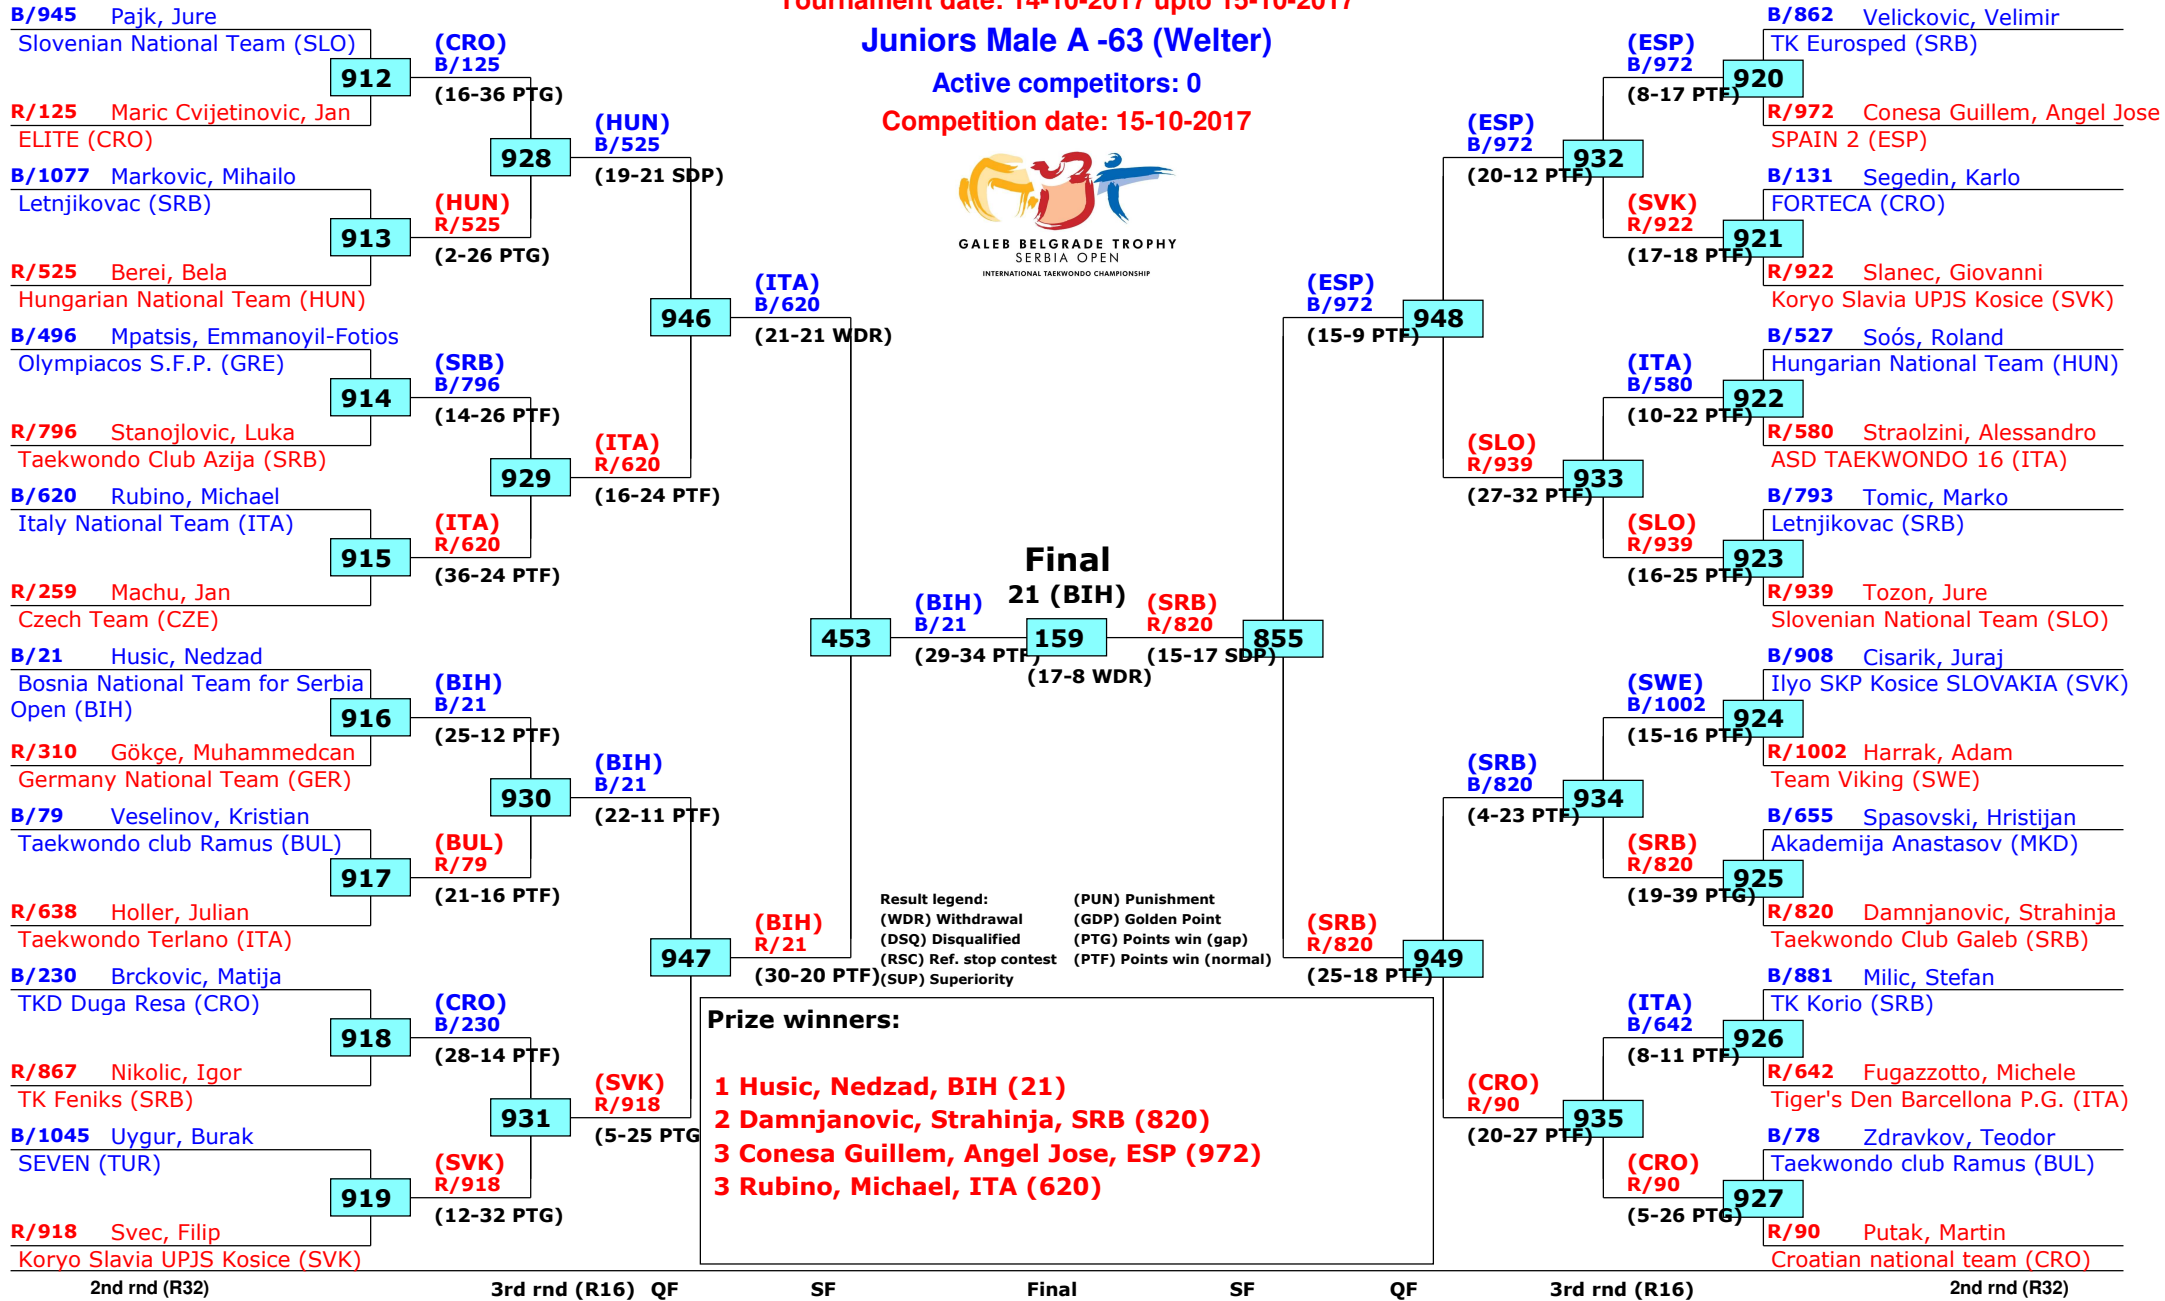 Tournament date: 14-10-2017 upto 15-10-2017
Juniors Male A -63 (Welter)
Active competitors: 0
Competition date: 15-10-2017
GALEB BELGRADE TROPHY
SERBIA OPEN
INTERNATIONAL TAEKWONDO CHAMPIONSHIP
B/945 Pajk, Jure
Slovenian National Team (SLO)
912
R/125 Maric Cvijetinovic, Jan
ELITE (CRO)
B/1077 Markovic, Mihailo
Letnjikovac (SRB)
913
R/525 Berei, Bela
Hungarian National Team (HUN)
B/496 Mpatsis, Emmanoyil-Fotios
Olympiacos S.F.P. (GRE)
914
R/796 Stanojlovic, Luka
Taekwondo Club Azija (SRB)
B/620 Rubino, Michael
Italy National Team (ITA)
915
R/259 Machu, Jan
Czech Team (CZE)
B/21 Husic, Nedzad
Bosnia National Team for Serbia
Open (BIH)
916
R/310 Gökçe, Muhammedcan
Germany National Team (GER)
B/79 Veselinov, Kristian
Taekwondo club Ramus (BUL)
917
R/638 Holler, Julian
Taekwondo Terlano (ITA)
B/230 Brckovic, Matija
TKD Duga Resa (CRO)
918
R/867 Nikolic, Igor
TK Feniks (SRB)
B/1045 Uygur, Burak
SEVEN (TUR)
919
R/918 Svec, Filip
Koryo Slavia UPJS Kosice (SVK)
(CRO)
B/125
(16-36 PTG)
928
(HUN)
R/525
(2-26 PTG)
(SRB)
B/796
(14-26 PTF)
929
(ITA)
R/620
(36-24 PTF)
(BIH)
B/21
(25-12 PTF)
930
(BUL)
R/79
(21-16 PTF)
(CRO)
B/230
(28-14 PTF)
931
(SVK)
R/918
(12-32 PTG)
(HUN)
B/525
(19-21 SDP)
946
(ITA)
R/620
(16-24 PTF)
(BIH)
B/21
(22-11 PTF)
947
(SVK)
R/918
(5-25 PTG
(ITA)
B/620
(21-21 WDR)
453
(BIH)
R/21
(30-20 PTF)
Final
21 (BIH)
(BIH)
B/21
(29-34 PTF)
159
(17-8 WDR)
(SRB)
R/820
(15-17 SDP)
855
(ESP)
B/972
(15-9 PTF)
948
(SRB)
R/820
(25-18 PTF)
949
(ESP)
B/972
(20-12 PTF)
932
(SLO)
R/939
(27-32 PTF)
933
(SRB)
B/820
(4-23 PTF)
934
(CRO)
R/90
(20-27 PTF)
935
(ESP)
B/972
(8-17 PTF)
920
(SVK)
R/922
(17-18 PTF)
921
(ITA)
B/580
(10-22 PTF)
922
(SLO)
R/939
(16-25 PTF)
923
(SWE)
B/1002
(15-16 PTF)
924
(SRB)
R/820
(19-39 PTG)
925
(ITA)
B/642
(8-11 PTF)
926
(CRO)
R/90
(5-26 PTG)
927
B/862 Velickovic, Velimir
TK Eurosped (SRB)
R/972 Conesa Guillem, Angel Jose
SPAIN 2 (ESP)
B/131 Segedin, Karlo
FORTECA (CRO)
R/922 Slanec, Giovanni
Koryo Slavia UPJS Kosice (SVK)
B/527 Soós, Roland
Hungarian National Team (HUN)
R/580 Straolzini, Alessandro
ASD TAEKWONDO 16 (ITA)
B/793 Tomic, Marko
Letnjikovac (SRB)
R/939 Tozon, Jure
Slovenian National Team (SLO)
B/908 Cisarik, Juraj
Ilyo SKP Kosice SLOVAKIA (SVK)
R/1002 Harrak, Adam
Team Viking (SWE)
B/655 Spasovski, Hristijan
Akademija Anastasov (MKD)
R/820 Damnjanovic, Strahinja
Taekwondo Club Galeb (SRB)
B/881 Milic, Stefan
TK Korio (SRB)
R/642 Fugazzotto, Michele
Tiger's Den Barcellona P.G. (ITA)
B/78 Zdravkov, Teodor
Taekwondo club Ramus (BUL)
R/90 Putak, Martin
Croatian national team (CRO)
Result legend: (PUN) Punishment
(WDR) Withdrawal (GDP) Golden Point
(DSQ) Disqualified (PTG) Points win (gap)
(RSC) Ref. stop contest (PTF) Points win (normal)
(SUP) Superiority
Prize winners:
1 Husic, Nedzad, BIH (21)
2 Damnjanovic, Strahinja, SRB (820)
3 Conesa Guillem, Angel Jose, ESP (972)
3 Rubino, Michael, ITA (620)
2nd rnd (R32) 3rd rnd (R16) QF SF Final SF QF 3rd rnd (R16) 2nd rnd (R32)